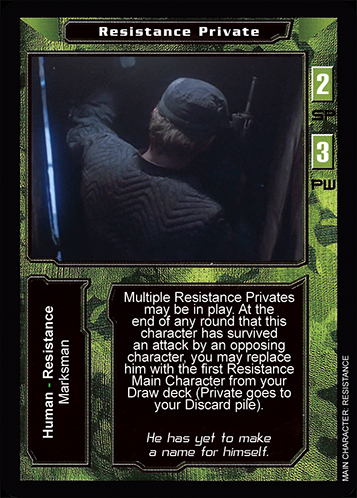 Resistance Private
2
SP
3
PW
Human - Resistance
Marksman
Multiple Resistance Privates
may be in play. At the
end of any round that this
character has survived
an attack by an opposing
character, you may replace
him with the first Resistance
Main Character from your
Draw deck (Private goes to
your Discard pile).
He has yet to make
a name for himself.
MAIN CHARACTER: RESISTANCE